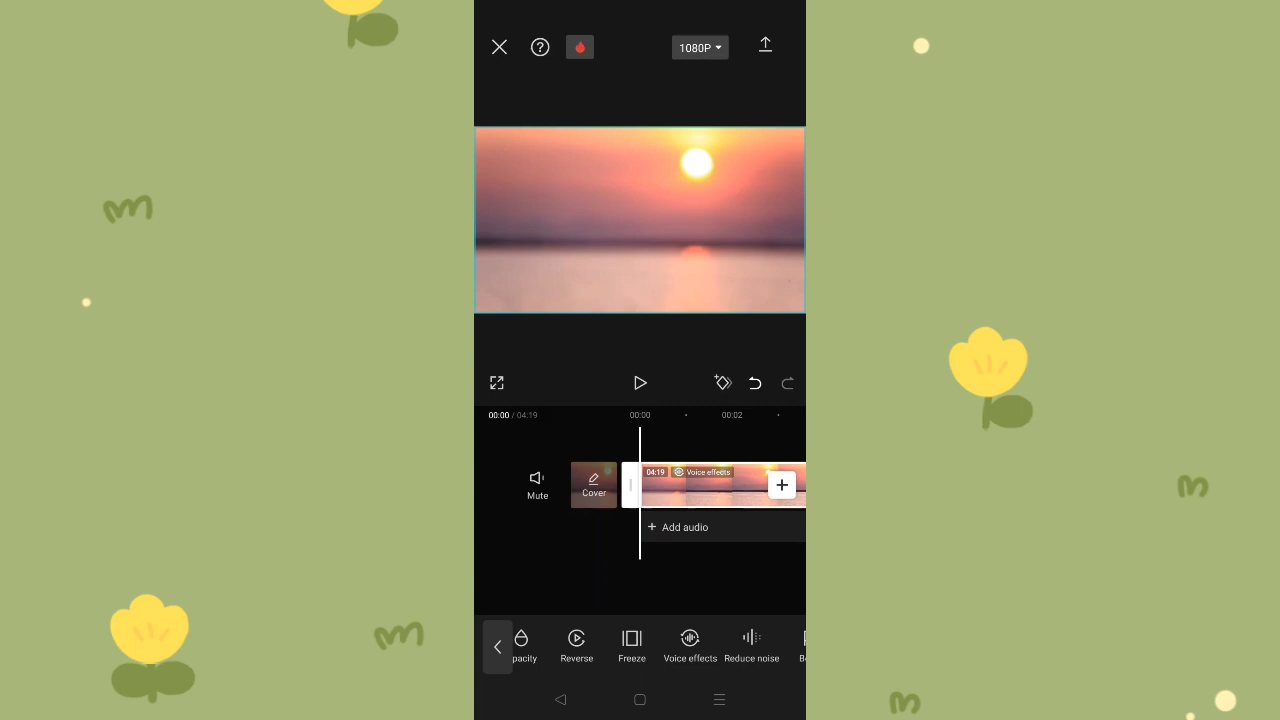 1080P
00:00 / 04:19
00:00
00:02
Mute
Cover
04:19
Voice effects
Add audio
pacity
Reverse
Freeze
Voice effects
Reduce noise